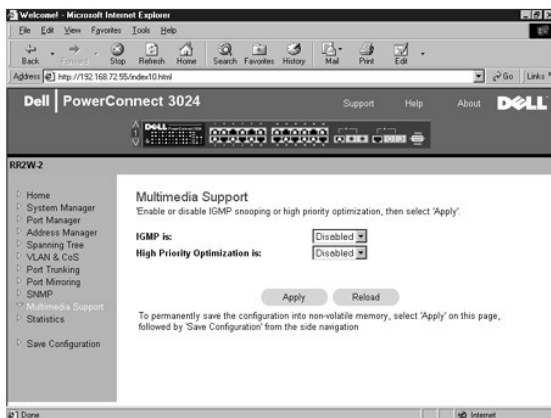 Welcome! - Microsoft Internet Explorer
File Edit View Favorites Tools Help
Back Forward Stop Refresh Home Search Favorites History Mail Print Edit
Address http://192.168.72.55/index10.html Go Links »
Dell PowerConnect 3024 Support Help About DELL
DELL
RR2W-2
Home
System Manager
Port Manager
Address Manager
Spanning Tree
VLAN & CoS
Port Trunking
Port Mirroring
SNMP
Multimedia Support
Statistics
Save Configuration
Multimedia Support
'Enable or disable IGMP snooping or high priority optimization, then select 'Apply'.
IGMP is: Disabled
High Priority Optimization is: Disabled
Apply Reload
To permanently save the configuration into non-volatile memory, select 'Apply' on this page,
followed by 'Save Configuration' from the side navigation
Done Internet